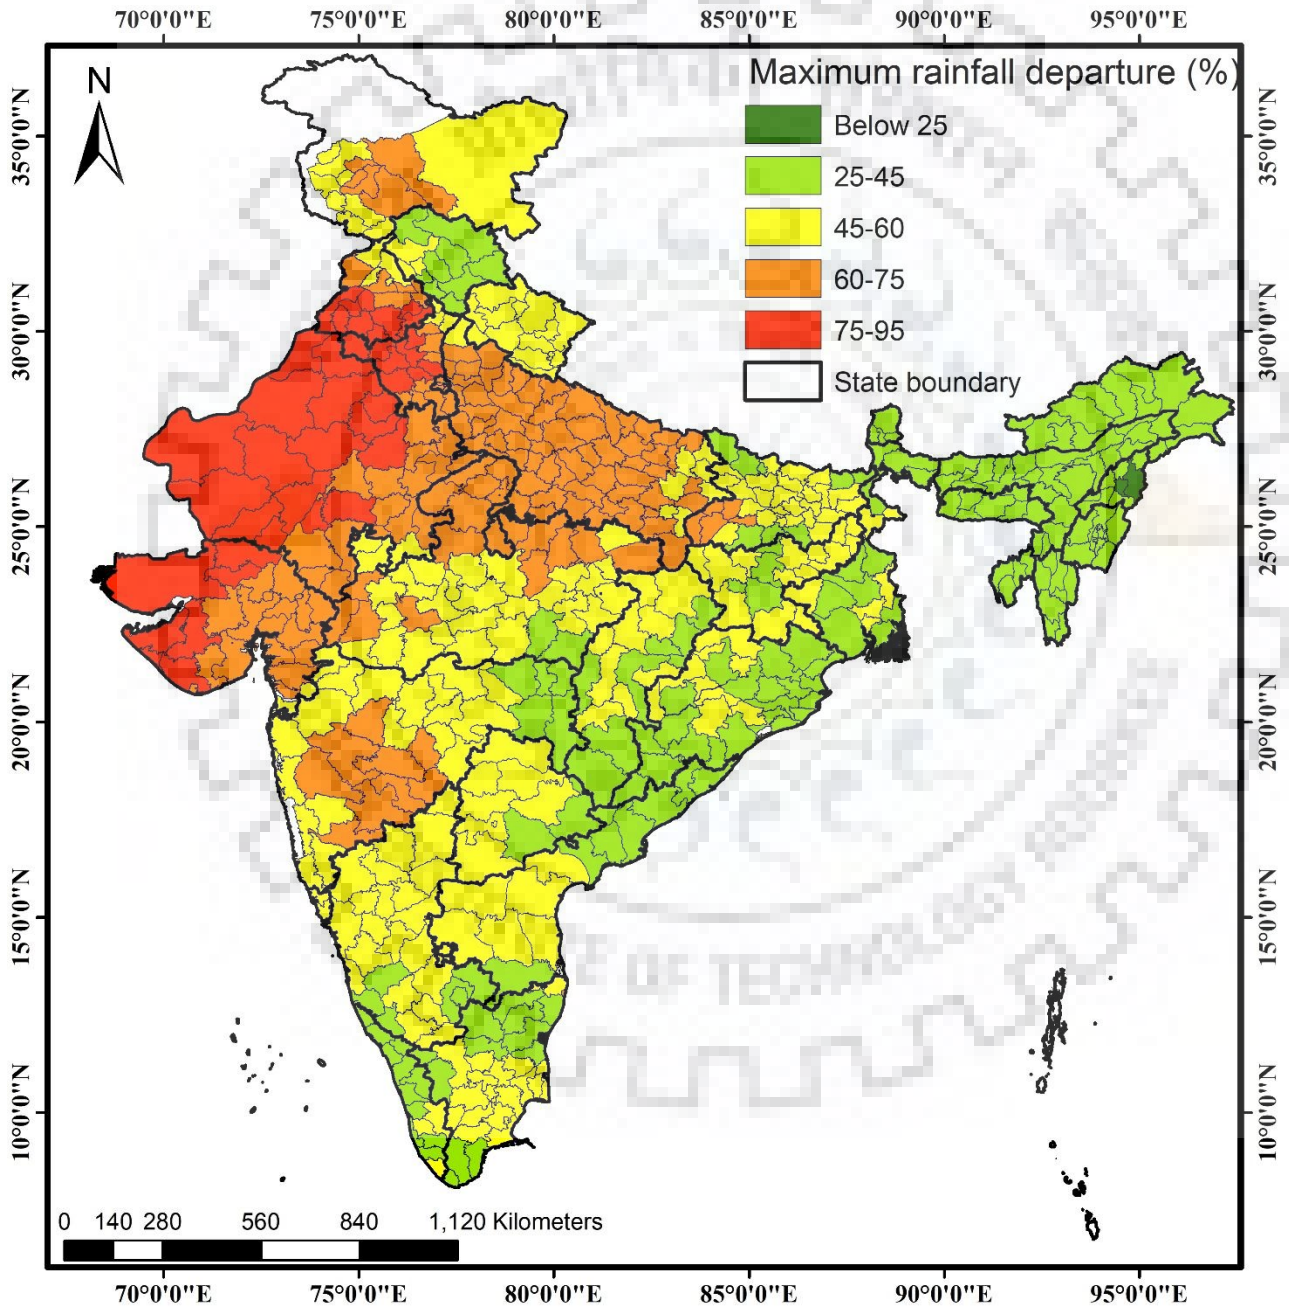 70°0'0"E 75°0'0"E 80°0'0"E 85°0'0"E 90°0'0"E 95°0'0"E
N
Maximum rainfall departure (%)
Below 25
25-45
45-60
60-75
75-95
State boundary
35°0'0"N 35°0'0"N
30°0'0"N 30°0'0"N
25°0'0"N 25°0'0"N
20°0'0"N 20°0'0"N
15°0'0"N 15°0'0"N
10°0'0"N 10°0'0"N
OF TECHNOLOGY
0 140 280 560 840 1,120 Kilometers
70°0'0"E 75°0'0"E 80°0'0"E 85°0'0"E 90°0'0"E 95°0'0"E